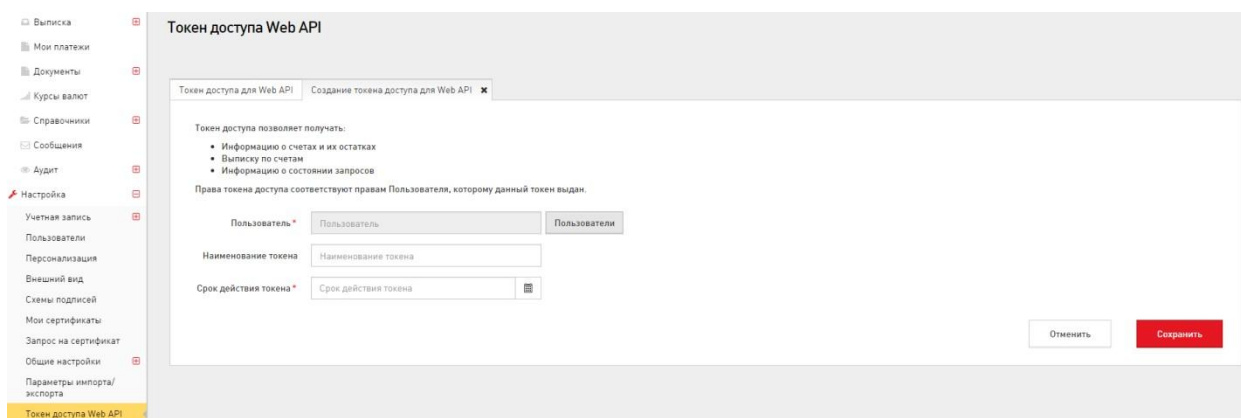 Выписка
Мои платежи
Документы
Курсы валют
Справочники
Сообщения
Аудит
Настройка
Учетная запись
Пользователи
Персонализация
Внешний вид
Схемы подписей
Мои сертификаты
Запрос на сертификат
Общие настройки
Параметры импорта/
экспорта
Токен доступа Web API
Токен доступа Web API
Токен доступа для Web API Создание токена доступа для Web API ✖
Токен доступа позволяет получать:
• Информацию о счетах и их остатках
• Выписку по счетам
• Информацию о состоянии запросов
Права токена доступа соответствуют правам Пользователя, которому данный токен выдан.
Пользователь* Пользователь Пользователи
Наименование токена Наименование токена
Срок действия токена* Срок действия токена
Отменить Сохранить